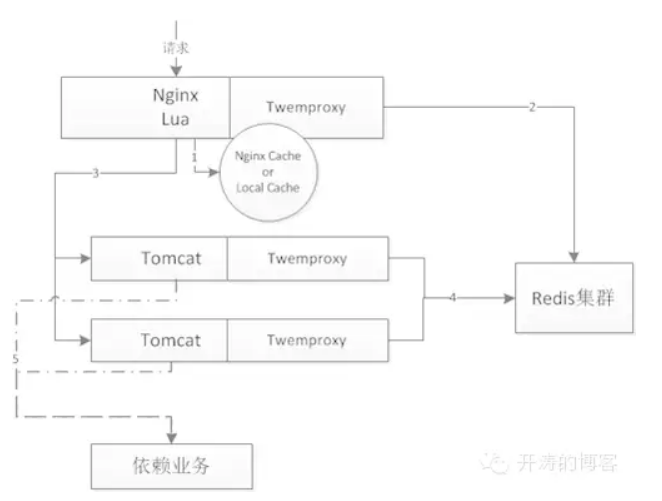 请求
Nginx
Lua
Twemproxy
2
1
Nginx Cache
or
Local Cache
3
Tomcat
Twemproxy
4
Redis集群
Tomcat
Twemproxy
5
依赖业务
开涛的博客